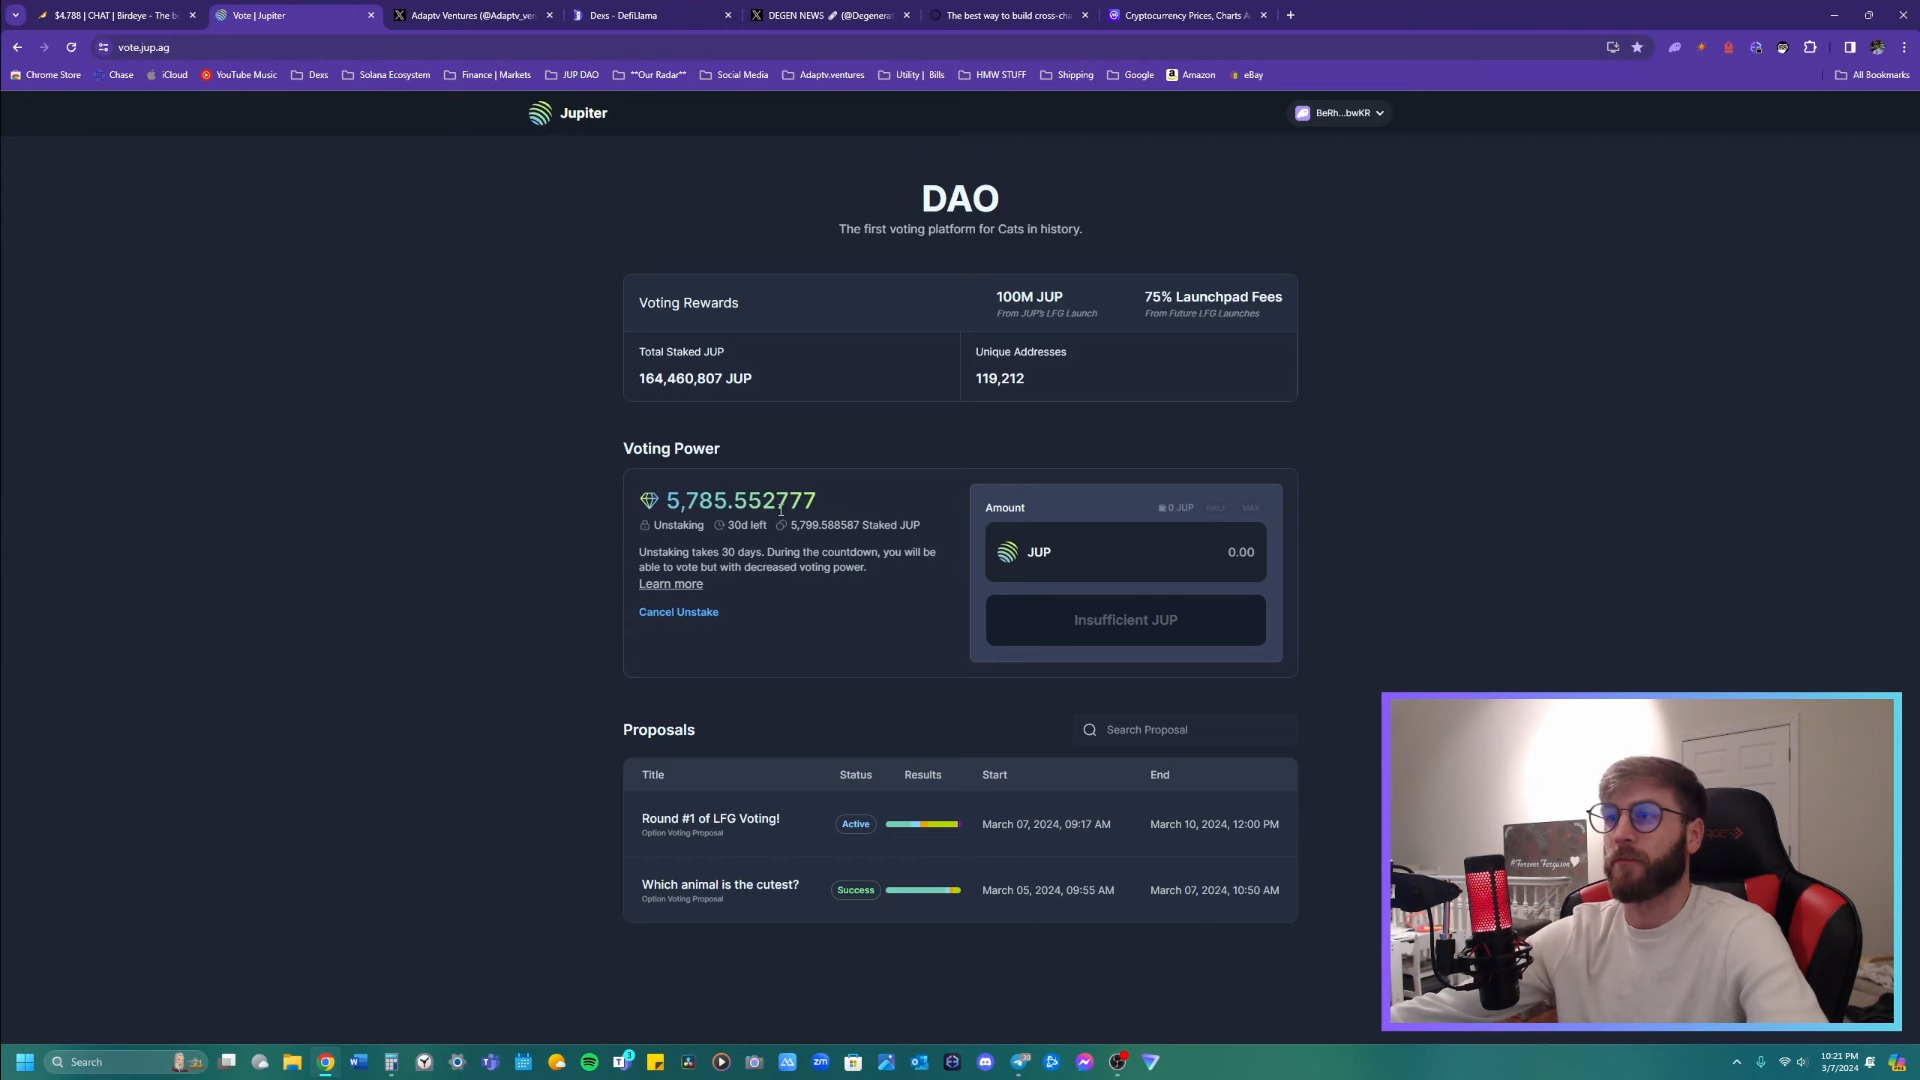 $4.788 | CHAT | Birdeye - The b
Vote | Jupiter
Adaptv Ventures (@Adaptv_ven
Dexs - DefiLlama
DEGEN NEWS 🗞 (@Degenerat
The best way to build cross-cha
Cryptocurrency Prices, Charts A
vote.jup.ag
Chrome Store
Chase
iCloud
YouTube Music
Dexs
Solana Ecosystem
Finance | Markets
JUP DAO
**Our Radar**
Social Media
Adaptv.ventures
Utility | Bills
HMW STUFF
Shipping
Google
Amazon
eBay
All Bookmarks
Jupiter
BeRh...bwKR
DAO
The first voting platform for Cats in history.
Voting Rewards
100M JUP
From JUP's LFG Launch
75% Launchpad Fees
From Future LFG Launches
Total Staked JUP
164,460,807 JUP
Unique Addresses
119,212
Voting Power
5,785.552777
Unstaking
30d left
5,799.588587 Staked JUP
Unstaking takes 30 days. During the countdown, you will be
able to vote but with decreased voting power.
Learn more
Cancel Unstake
Amount
0 JUP
HALF
MAX
JUP
0.00
Insufficient JUP
Proposals
Search Proposal
Title
Status
Results
Start
End
Round #1 of LFG Voting!
Option Voting Proposal
Active
March 07, 2024, 09:17 AM
March 10, 2024, 12:00 PM
Which animal is the cutest?
Option Voting Proposal
Success
March 05, 2024, 09:55 AM
March 07, 2024, 10:50 AM
#ForeverFerguson
Search
10:21 PM
3/7/2024